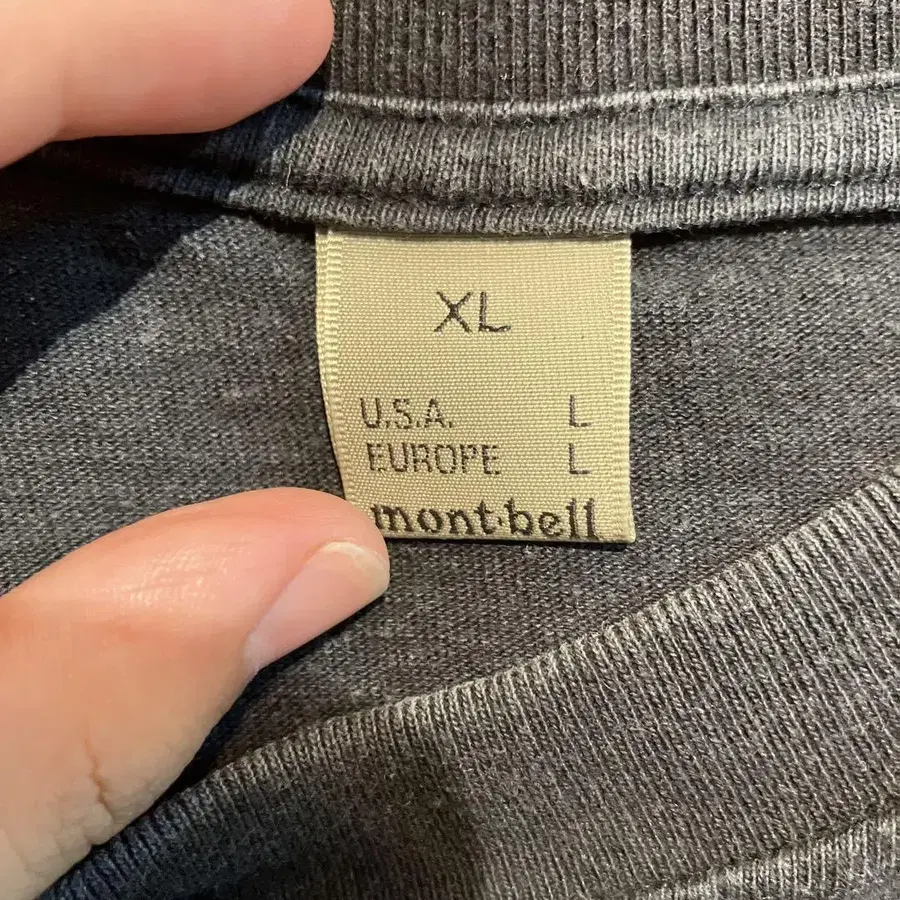 XL
U.S.A. L
EUROPE L
mont·bell